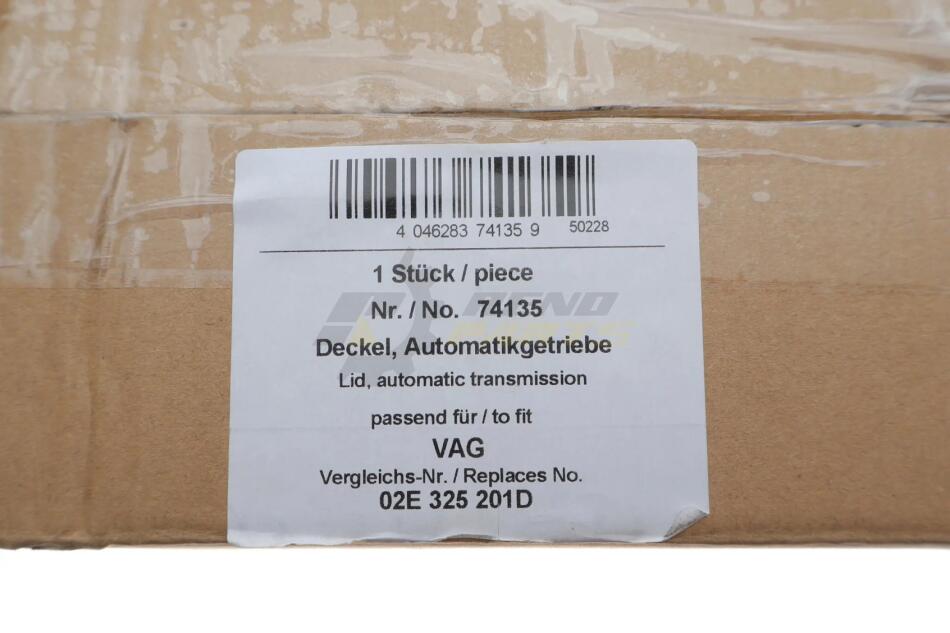 4 046283 74135 9 50228
1 Stück / piece
Nr. / No. 74135
Deckel, Automatikgetriebe
Lid, automatic transmission
passend für / to fit
VAG
Vergleichs-Nr. / Replaces No.
02E 325 201D